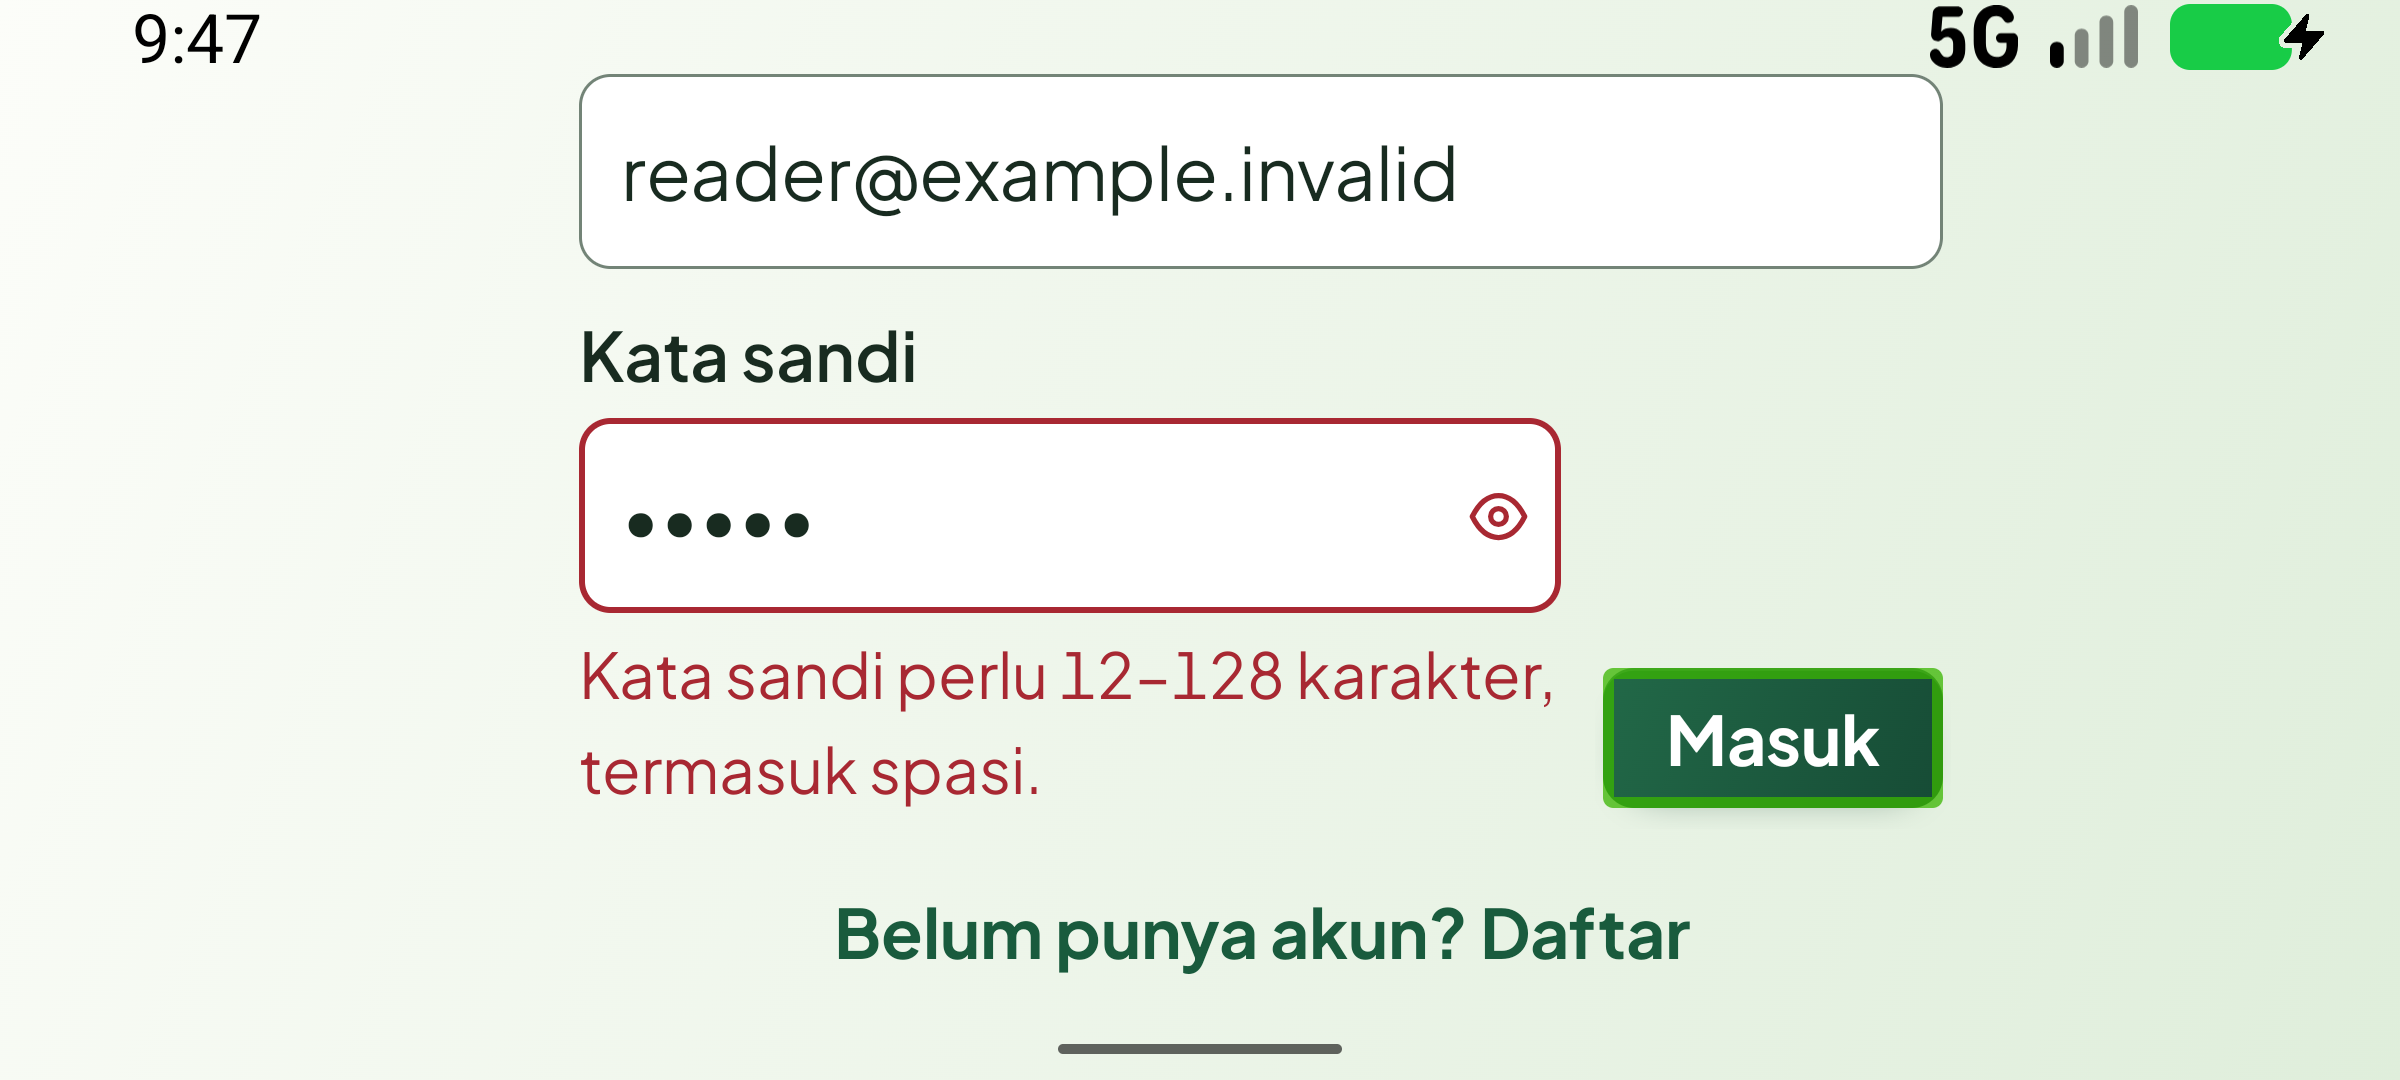 9:47
5G
reader@example.invalid
Kata sandi
•••••
Kata sandi perlu 12–128 karakter,
termasuk spasi.
Masuk
Belum punya akun? Daftar